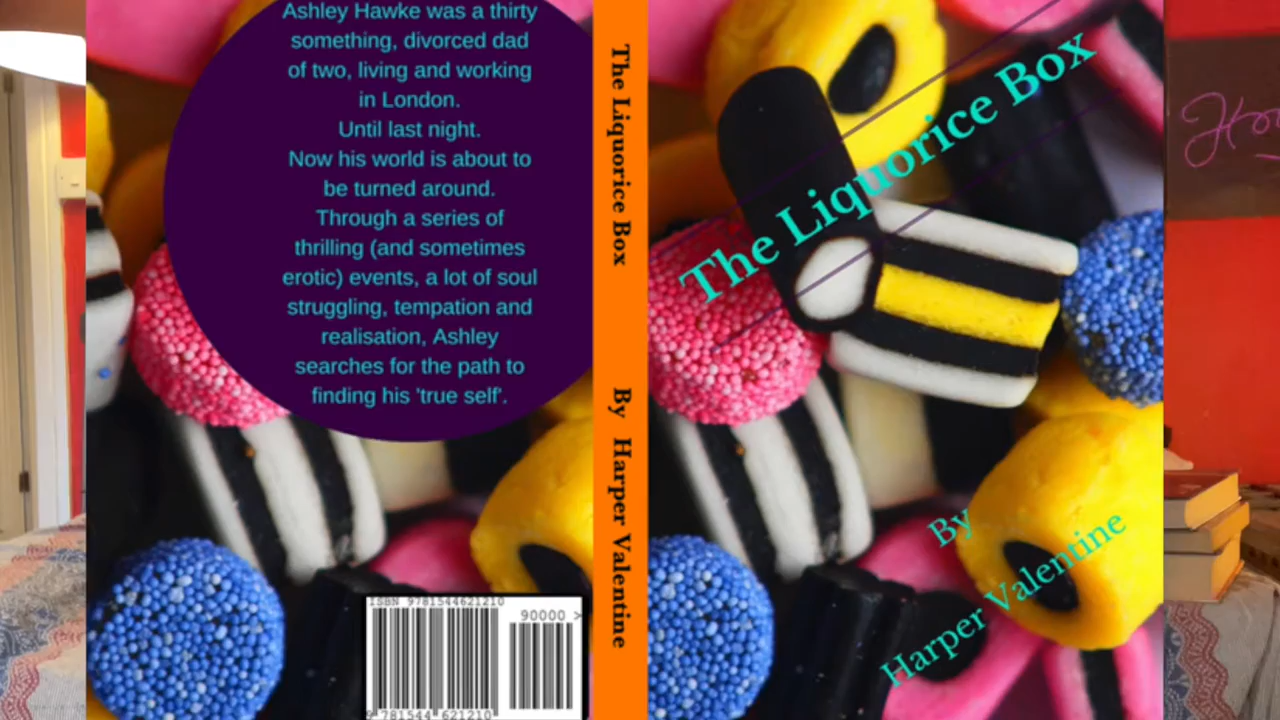 Ashley Hawke was a thirty
something, divorced dad
of two, living and working
in London.
Until last night.
Now his world is about to
be turned around.
Through a series of
thrilling (and sometimes
erotic) events, a lot of soul
struggling, tempation and
realisation, Ashley
searches for the path to
finding his 'true self'.
ISBN 9781544621210
90000 >
9 781544 621210
The Liquorice Box By Harper Valentine
The Liquorice Box
By
Harper Valentine